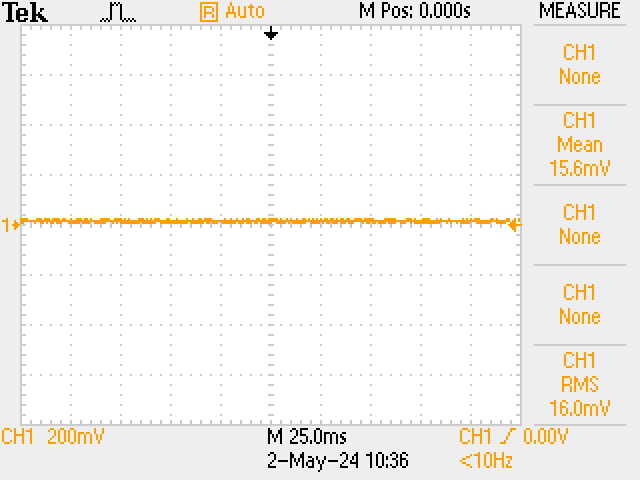 Tek R Auto M Pos: 0.000s MEASURE
CH1
None
CH1
Mean
15.6mV
CH1
None
1
CH1
None
CH1
RMS
16.0mV
CH1 200mV M 25.0ms CH1 0.00V
2-May-24 10:36 <10Hz